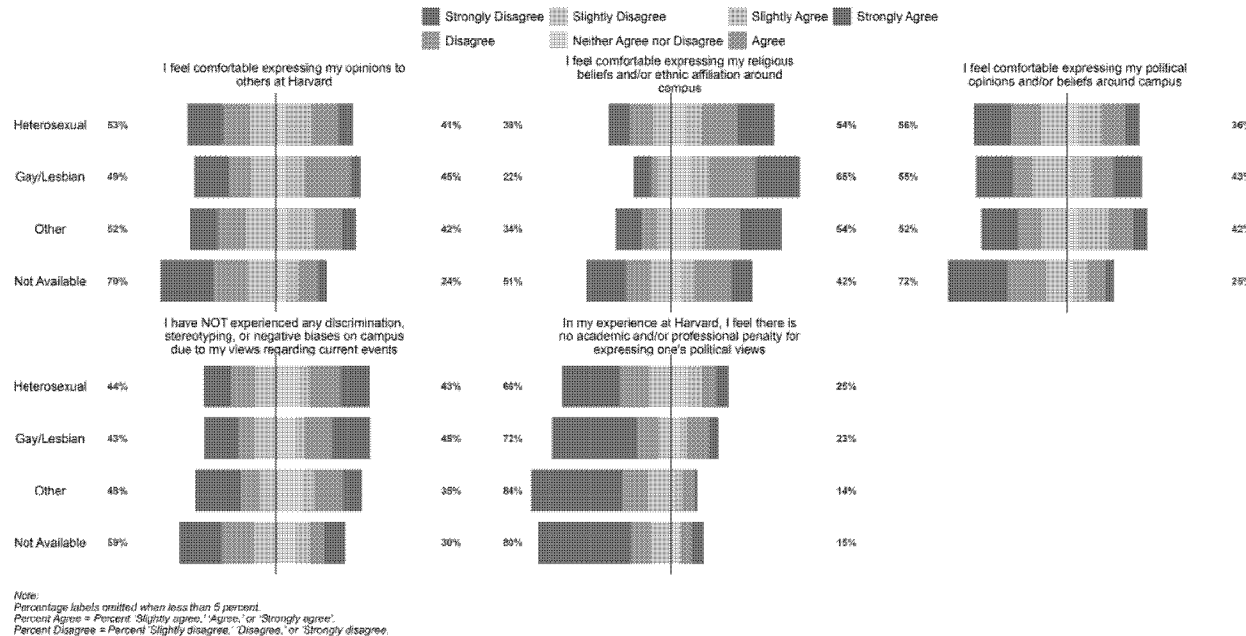 Strongly Disagree Slightly Disagree Slightly Agree Strongly Agree
Disagree Neither Agree nor Disagree Agree
I feel comfortable expressing my opinions to
others at Harvard
I feel comfortable expressing my religious
beliefs and/or ethnic affiliation around
campus
I feel comfortable expressing my political
opinions and/or beliefs around campus
Heterosexual 53% 41% 38% 54% 56% 36%
Gay/Lesbian 49% 45% 22% 65% 55% 43%
Other 52% 42% 34% 54% 52% 42%
Not Available 70% 24% 51% 42% 72% 25%
I have NOT experienced any discrimination,
stereotyping, or negative biases on campus
due to my views regarding current events
In my experience at Harvard, I feel there is
no academic and/or professional penalty for
expressing one's political views
Heterosexual 44% 43% 66% 25%
Gay/Lesbian 43% 45% 72% 23%
Other 48% 35% 84% 14%
Not Available 59% 30% 80% 15%
Note:
Percentage labels omitted when less than 5 percent.
Percent Agree = Percent 'Slightly agree,' 'Agree,' or 'Strongly agree'.
Percent Disagree = Percent 'Slightly disagree,' 'Disagree,' or 'Strongly disagree.